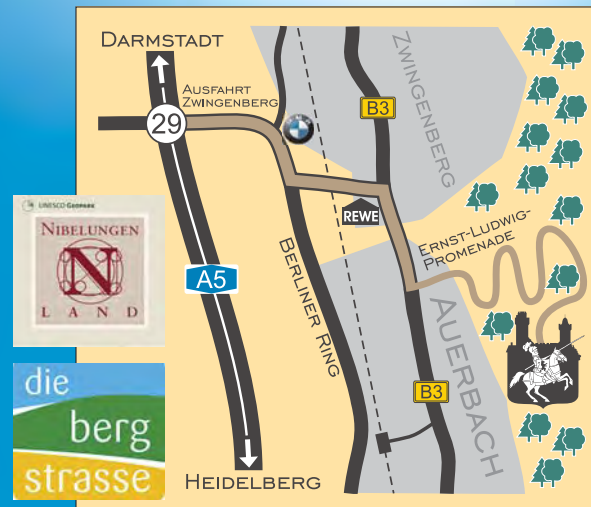 DARMSTADT
AUSFAHRT
ZWINGENBERG
29
ZWINGENBERG
B3
REWE
ERNST-LUDWIG-
PROMENADE
UNESCO GEOPARK
NIBELUNGEN
N
LAND
A5
BERLINER RING
AUERBACH
B3
die
berg
strasse
HEIDELBERG